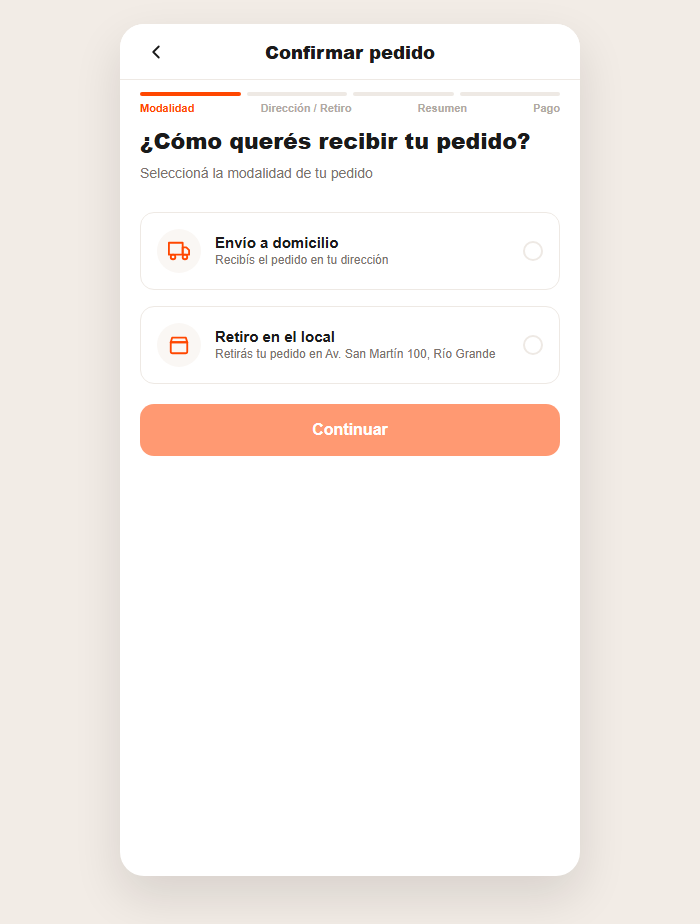 Confirmar pedido
Modalidad
Dirección / Retiro
Resumen
Pago
¿Cómo querés recibir tu pedido?
Seleccioná la modalidad de tu pedido
Envío a domicilio
Recibís el pedido en tu dirección
Retiro en el local
Retirás tu pedido en Av. San Martín 100, Río Grande
Continuar